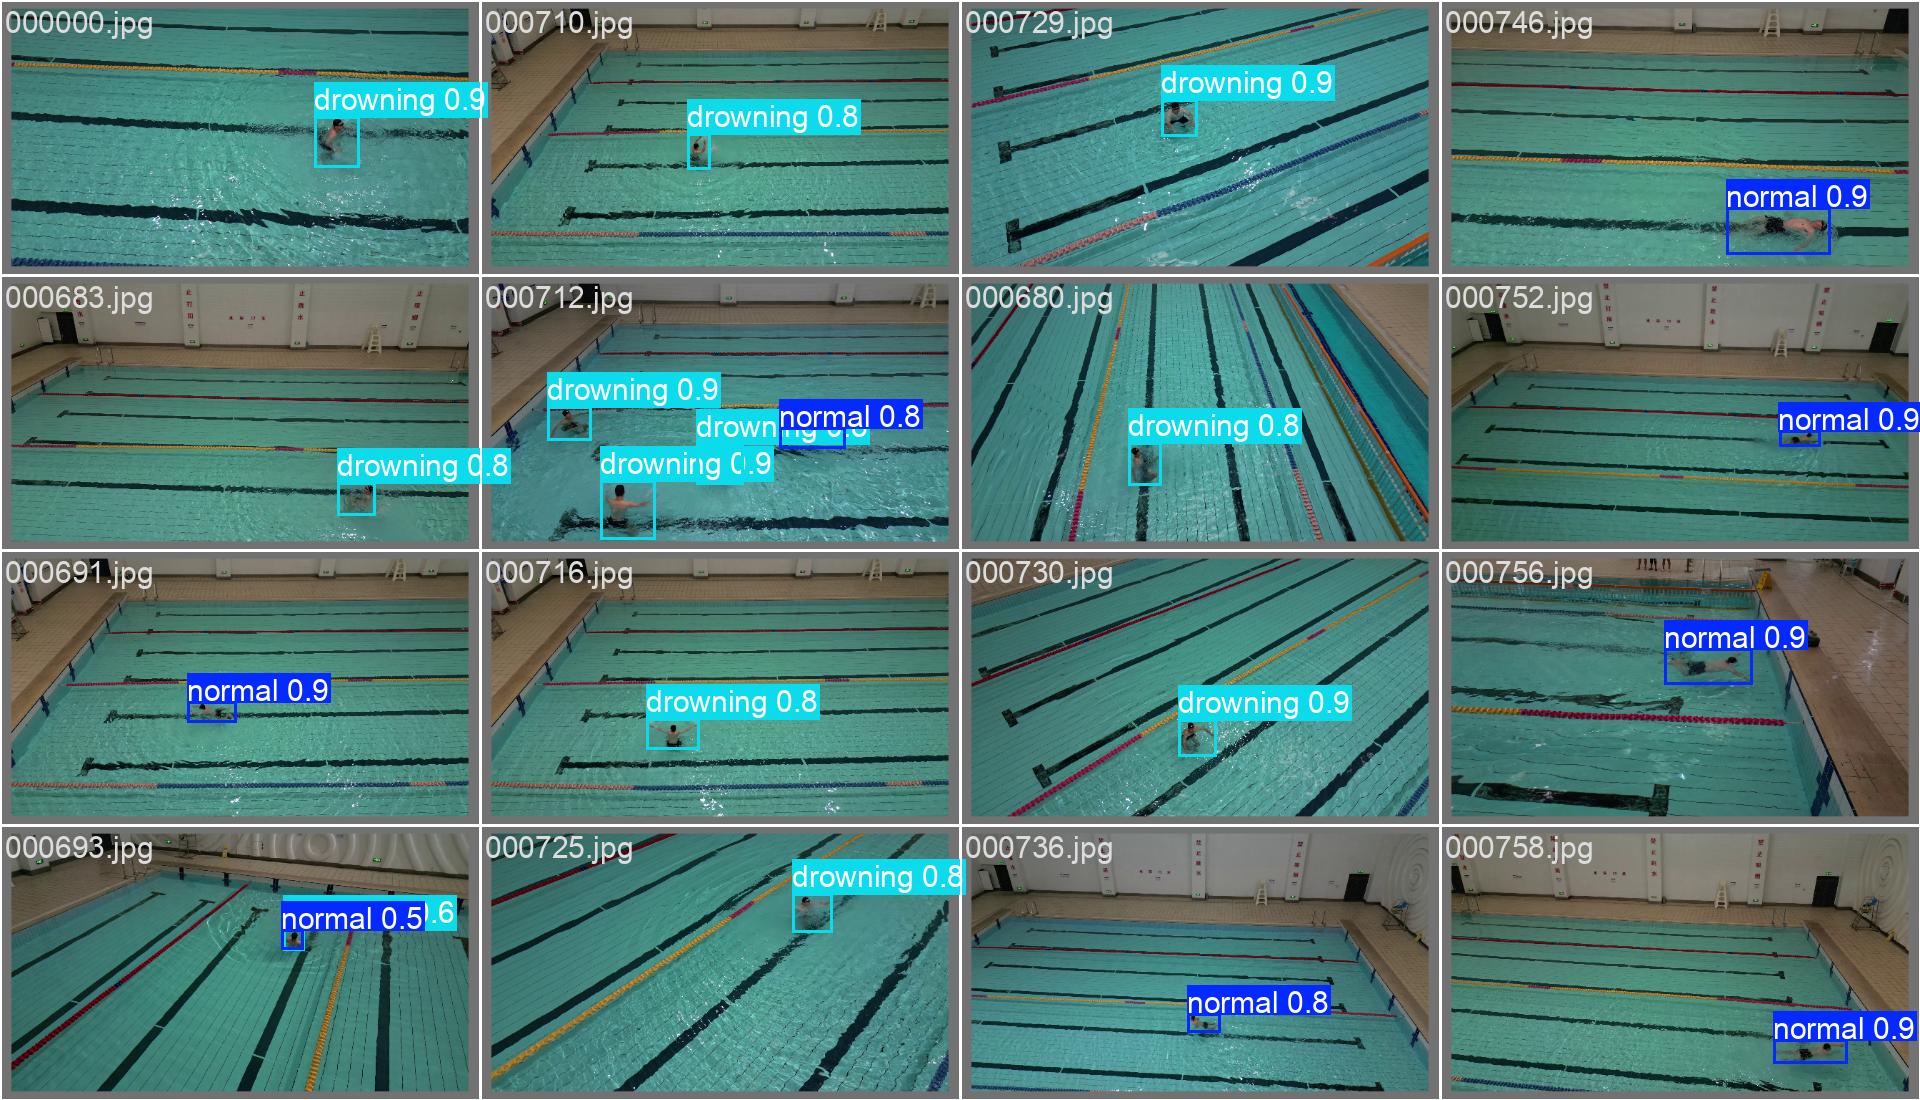 000000.jpg
drowning 0.9
000710.jpg
drowning 0.8
000729.jpg
drowning 0.9
000746.jpg
normal 0.9
000683.jpg
drowning 0.8
000712.jpg
drowning 0.9
normal 0.8
drowning 0.9
000680.jpg
drowning 0.8
000752.jpg
normal 0.9
000691.jpg
normal 0.9
000716.jpg
drowning 0.8
000730.jpg
drowning 0.9
000756.jpg
normal 0.9
000693.jpg
normal 0.5
000725.jpg
drowning 0.8
000736.jpg
normal 0.8
000758.jpg
normal 0.9